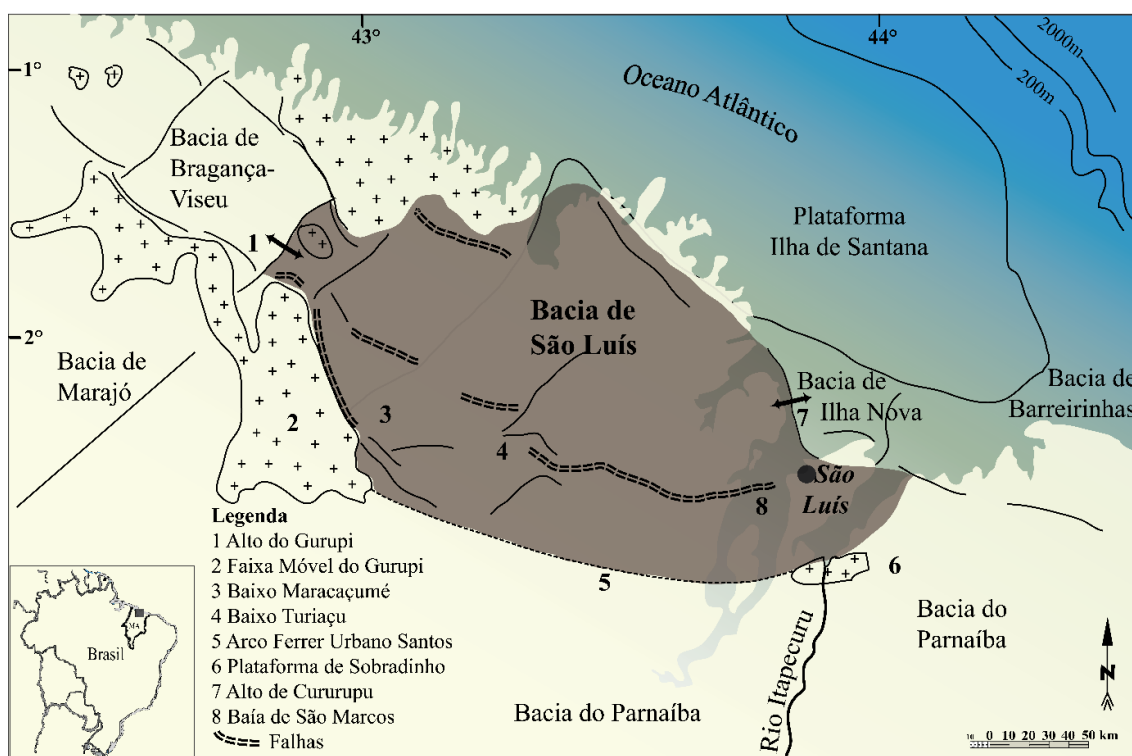 43°
44°
1°
2000m
200m
Oceano Atlântico
Bacia de
Bragança-
Viseu
Plataforma
Ilha de Santana
1
Bacia de
São Luís
2°
Bacia de
Marajó
Bacia de
Ilha Nova
Bacia de
Barreirinhas
2
3
7
4
São
Luís
8
Legenda
1 Alto do Gurupi
2 Faixa Móvel do Gurupi
3 Baixo Maracaçumé
4 Baixo Turiaçu
5 Arco Ferrer Urbano Santos
6 Plataforma de Sobradinho
7 Alto de Cururupu
8 Baía de São Marcos
Falhas
5
6
Bacia do
Parnaíba
Rio Itapecuru
Bacia do Parnaíba
MA
Brasil
N
10 0 10 20 30 40 50 km